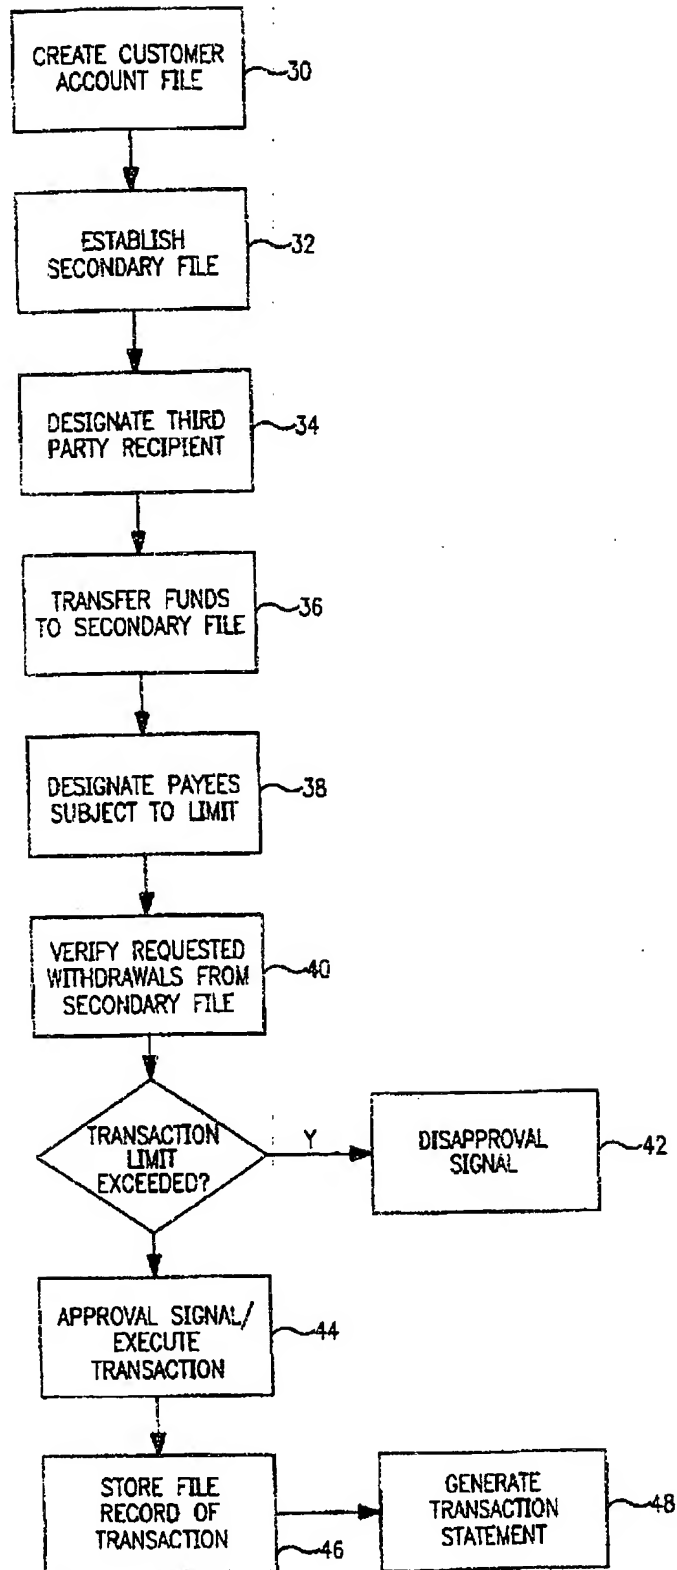 CREATE CUSTOMER
ACCOUNT FILE
30
ESTABLISH
SECONDARY FILE
32
DESIGNATE THIRD
PARTY RECIPIENT
34
TRANSFER FUNDS
TO SECONDARY FILE
36
DESIGNATE PAYEES
SUBJECT TO LIMIT
38
VERIFY REQUESTED
WITHDRAWALS FROM
SECONDARY FILE
40
TRANSACTION
LIMIT
EXCEEDED?
Y
DISAPPROVAL
SIGNAL
42
APPROVAL SIGNAL/
EXECUTE
TRANSACTION
44
STORE FILE
RECORD OF
TRANSACTION
46
GENERATE
TRANSACTION
STATEMENT
48